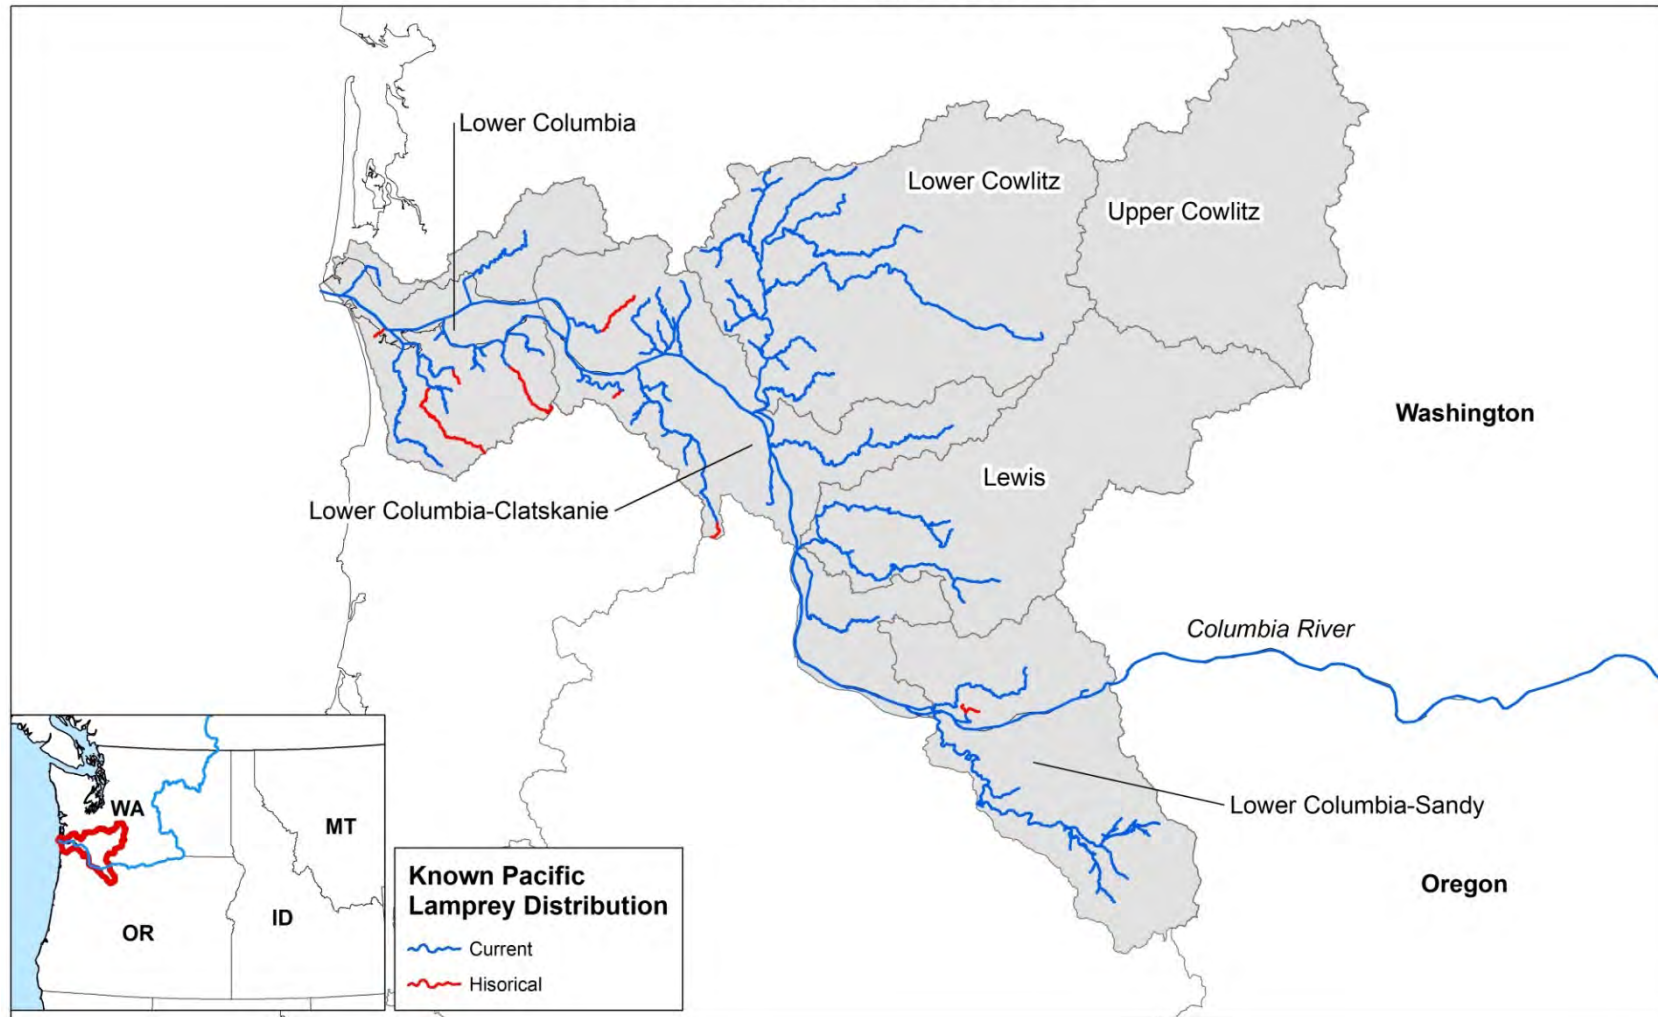 Lower Columbia
Lower Cowlitz
Upper Cowlitz
Washington
Lewis
Lower Columbia-Clatskanie
Columbia River
Lower Columbia-Sandy
Oregon
WA
MT
ID
OR
Known Pacific
Lamprey Distribution
Current
Hisorical